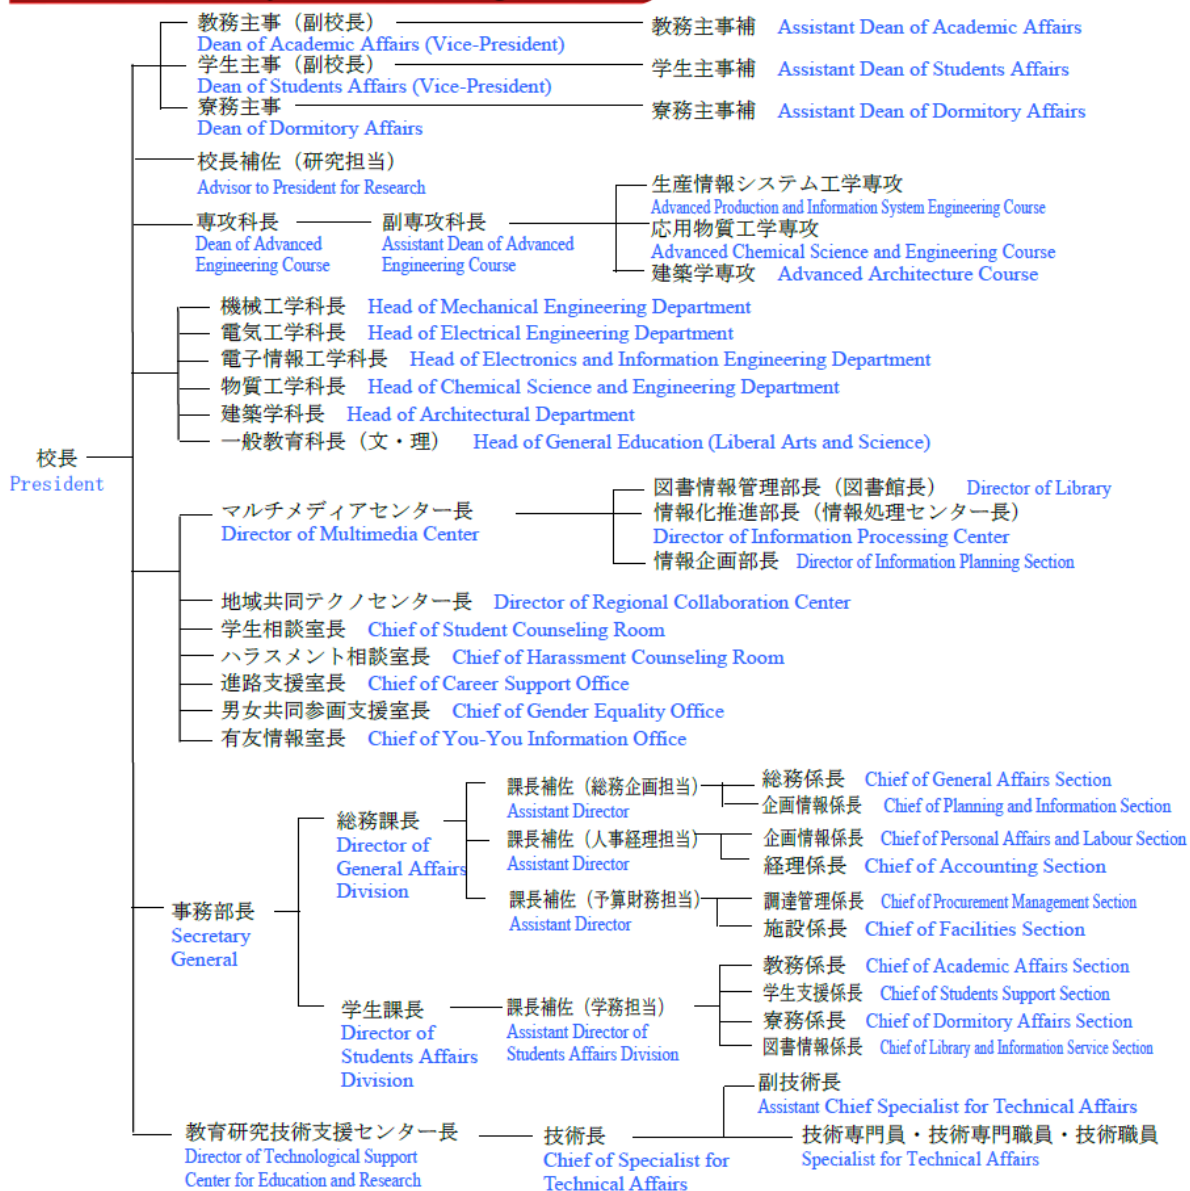 教務主事（副校長）
Dean of Academic Affairs (Vice-President)
教務主事補 Assistant Dean of Academic Affairs
学生主事（副校長）
Dean of Students Affairs (Vice-President)
学生主事補 Assistant Dean of Students Affairs
寮務主事
Dean of Dormitory Affairs
寮務主事補 Assistant Dean of Dormitory Affairs
校長補佐（研究担当）
Advisor to President for Research
専攻科長
Dean of Advanced
Engineering Course
副専攻科長
Assistant Dean of Advanced
Engineering Course
生産情報システム工学専攻
Advanced Production and Information System Engineering Course
応用物質工学専攻
Advanced Chemical Science and Engineering Course
建築学専攻 Advanced Architecture Course
機械工学科長 Head of Mechanical Engineering Department
電気工学科長 Head of Electrical Engineering Department
電子情報工学科長 Head of Electronics and Information Engineering Department
物質工学科長 Head of Chemical Science and Engineering Department
建築学科長 Head of Architectural Department
一般教育科長（文・理） Head of General Education (Liberal Arts and Science)
校長
President
マルチメディアセンター長
Director of Multimedia Center
図書情報管理部長（図書館長） Director of Library
情報化推進部長（情報処理センター長）
Director of Information Processing Center
情報企画部長 Director of Information Planning Section
地域共同テクノセンター長 Director of Regional Collaboration Center
学生相談室長 Chief of Student Counseling Room
ハラスメント相談室長 Chief of Harassment Counseling Room
進路支援室長 Chief of Career Support Office
男女共同参画支援室長 Chief of Gender Equality Office
有友情報室長 Chief of You-You Information Office
事務部長
Secretary
General
総務課長
Director of
General Affairs
Division
課長補佐（総務企画担当）
Assistant Director
総務係長 Chief of General Affairs Section
企画情報係長 Chief of Planning and Information Section
課長補佐（人事経理担当）
Assistant Director
企画情報係長 Chief of Personal Affairs and Labour Section
経理係長 Chief of Accounting Section
課長補佐（予算財務担当）
Assistant Director
調達管理係長 Chief of Procurement Management Section
施設係長 Chief of Facilities Section
学生課長
Director of
Students Affairs
Division
課長補佐（学務担当）
Assistant Director of
Students Affairs Division
教務係長 Chief of Academic Affairs Section
学生支援係長 Chief of Students Support Section
寮務係長 Chief of Dormitory Affairs Section
図書情報係長 Chief of Library and Information Service Section
教育研究技術支援センター長
Director of Technological Support
Center for Education and Research
技術長
Chief of Specialist for
Technical Affairs
副技術長
Assistant Chief Specialist for Technical Affairs
技術専門員・技術専門職員・技術職員
Specialist for Technical Affairs